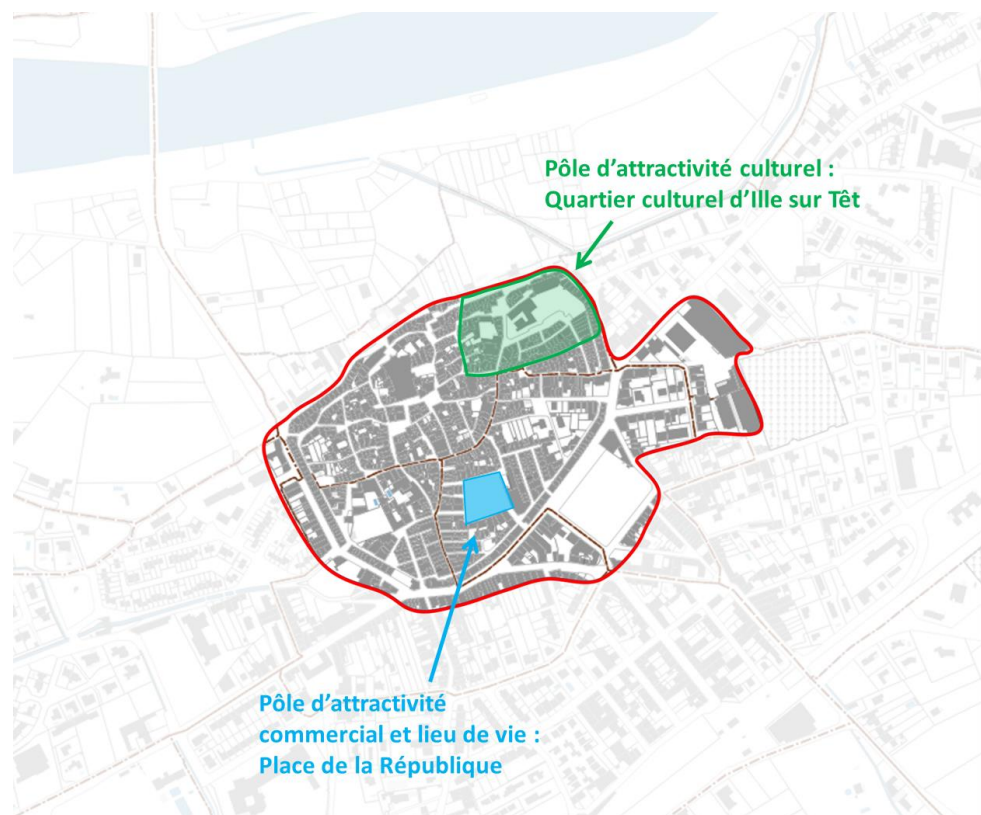 Pôle d’attractivité culturel :
Quartier culturel d’Ille sur Têt
Pôle d’attractivité
commercial et lieu de vie :
Place de la République